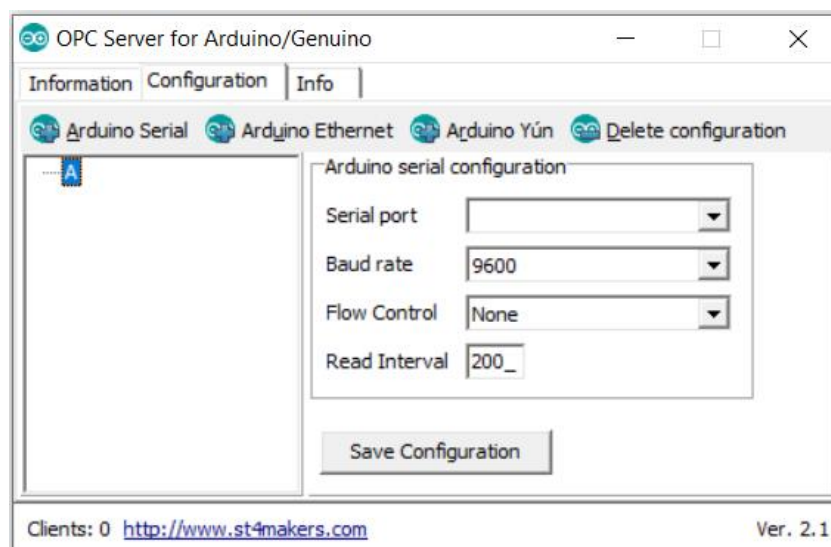 OPC Server for Arduino/Genuino
Information Configuration Info
Arduino Serial Arduino Ethernet Arduino Yún Delete configuration
A
Arduino serial configuration
Serial port
Baud rate 9600
Flow Control None
Read Interval 200_
Save Configuration
Clients: 0 http://www.st4makers.com Ver. 2.1